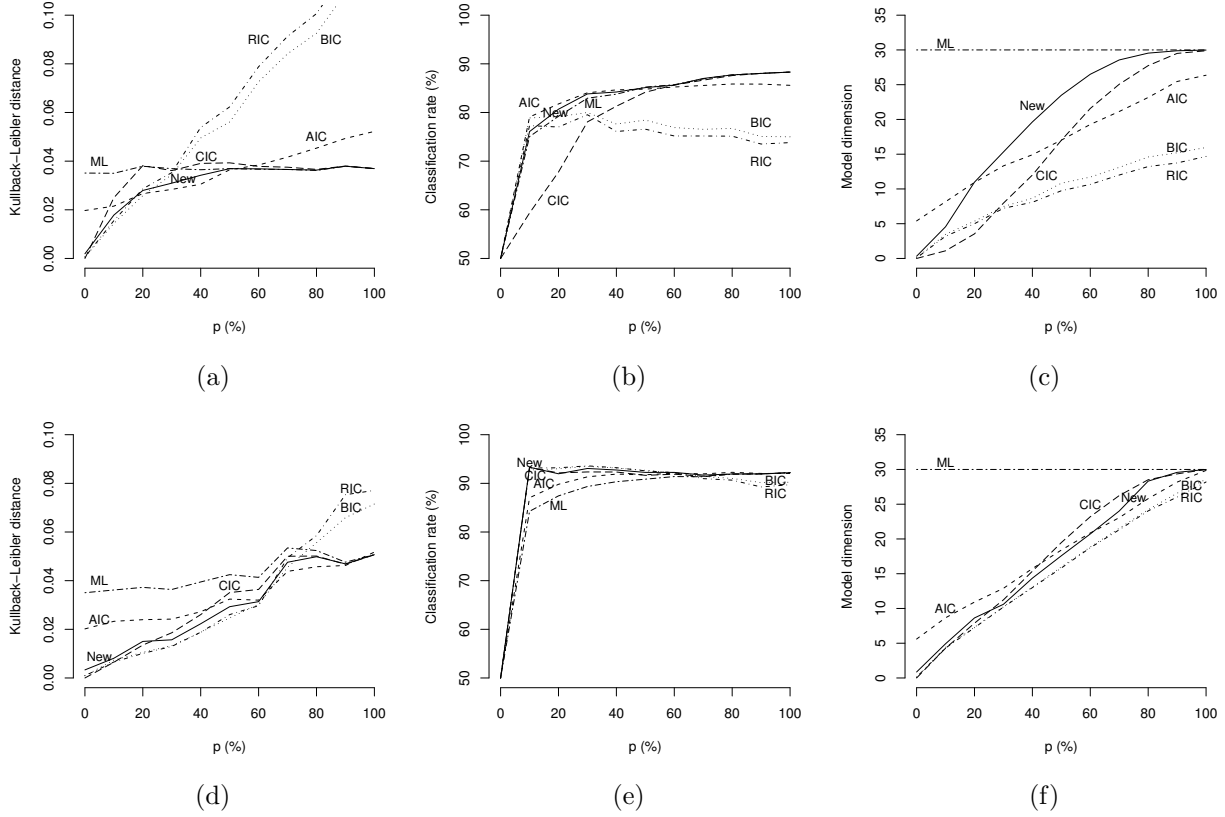 Kullback−Leibler distance
0.10
0.08
0.06
0.04
0.02
0.00
RIC
BIC
AIC
ML
CIC
New
0
20
40
60
80
100
p (%)
(a)
Classification rate (%)
100
90
80
70
60
50
AIC
New
ML
CIC
BIC
RIC
0
20
40
60
80
100
p (%)
(b)
Model dimension
35
30
25
20
15
10
5
0
ML
New
AIC
CIC
BIC
RIC
0
20
40
60
80
100
p (%)
(c)
Kullback−Leibler distance
0.10
0.08
0.06
0.04
0.02
0.00
RIC
BIC
ML
CIC
AIC
New
0
20
40
60
80
100
p (%)
(d)
Classification rate (%)
100
90
80
70
60
50
New
CIC
AIC
ML
BIC
RIC
0
20
40
60
80
100
p (%)
(e)
Model dimension
35
30
25
20
15
10
5
0
ML
CIC
New
BIC
RIC
AIC
0
20
40
60
80
100
p (%)
(f)